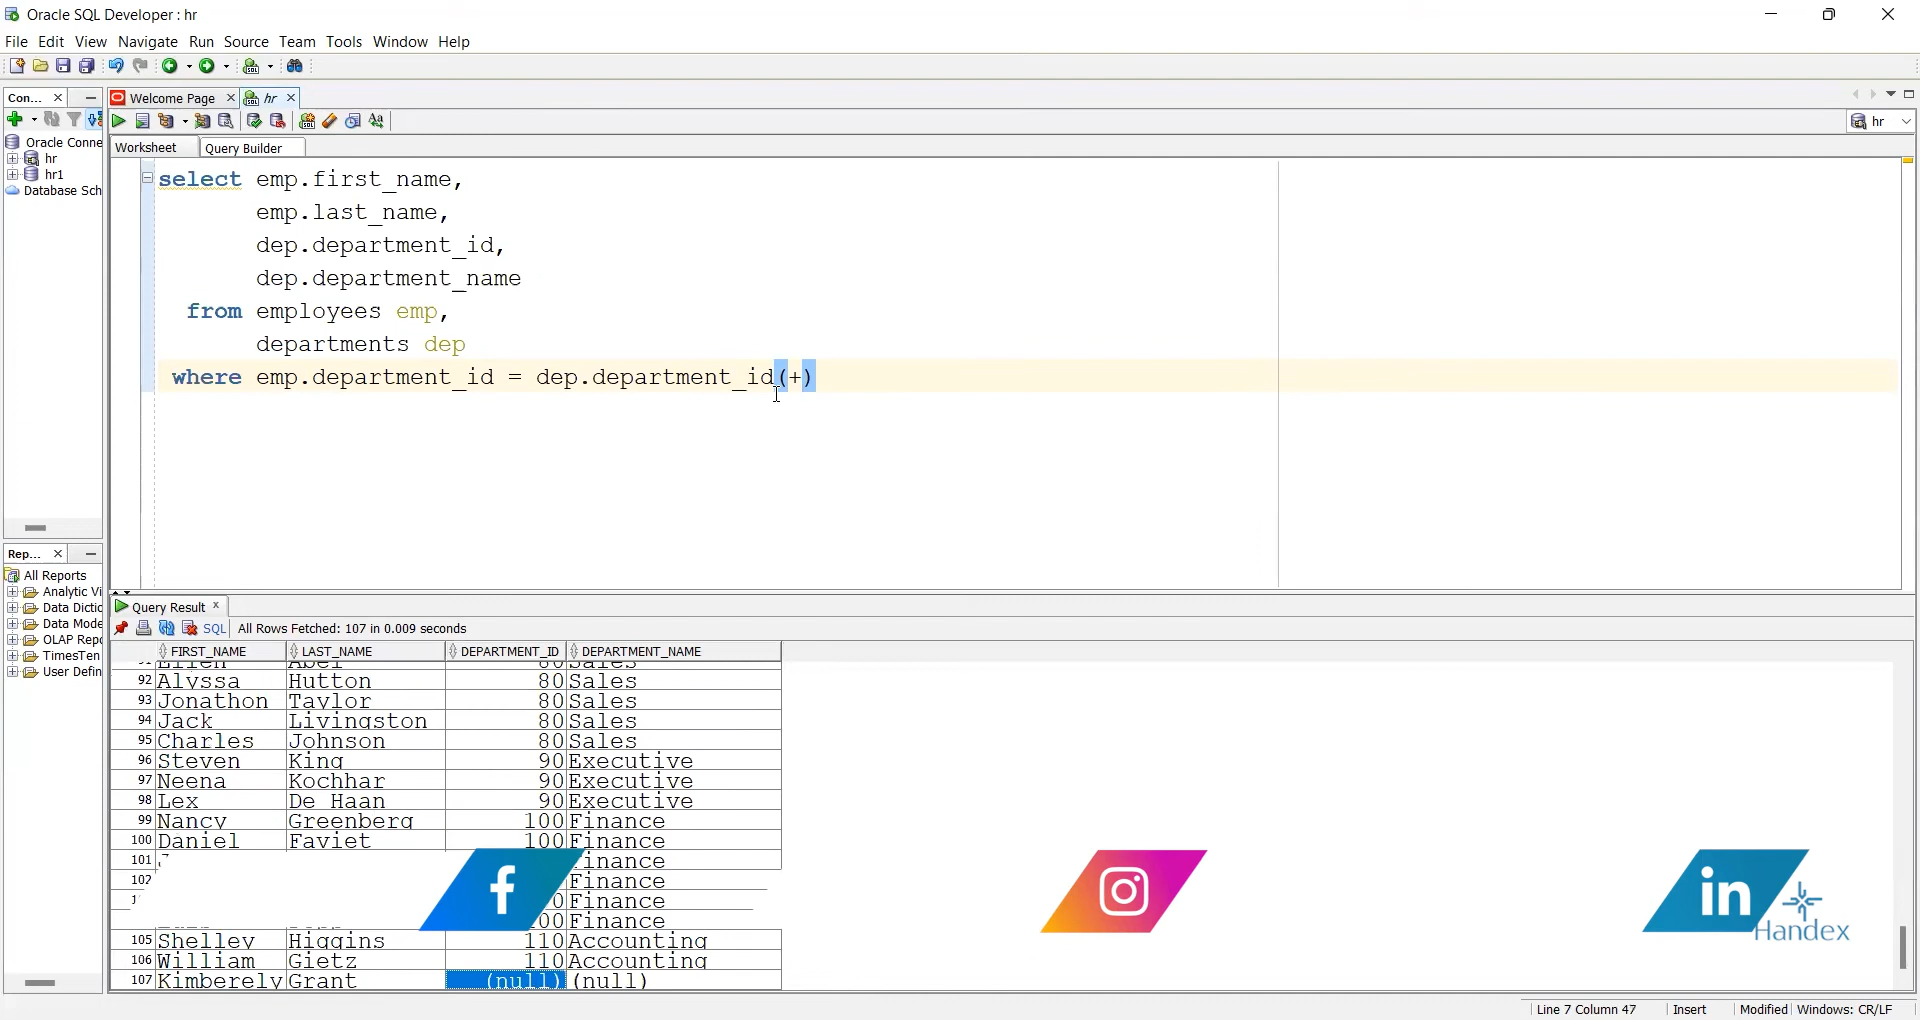 Oracle SQL Developer : hr
File Edit View Navigate Run Source Team Tools Window Help
Con...
Welcome Page
hr
hr
Oracle Conne
hr
hr1
Database Sch
Worksheet
Query Builder
select emp.first_name,
emp.last_name,
dep.department_id,
dep.department_name
from employees emp,
departments dep
where emp.department_id = dep.department_id(+)
Rep...
All Reports
Analytic Vi
Data Dictio
Data Mode
OLAP Repo
TimesTen
User Defin
Query Result
SQL
All Rows Fetched: 107 in 0.009 seconds
FIRST_NAME LAST_NAME DEPARTMENT_ID DEPARTMENT_NAME
92 Alyssa Hutton 80 Sales
93 Jonathon Taylor 80 Sales
94 Jack Livingston 80 Sales
95 Charles Johnson 80 Sales
96 Steven King 90 Executive
97 Neena Kochhar 90 Executive
98 Lex De Haan 90 Executive
99 Nancy Greenberg 100 Finance
100 Daniel Faviet 100 Finance
101 Finance
102 Finance
Finance
Finance
105 Shelley Higgins 110 Accounting
106 William Gietz 110 Accounting
107 Kimberely Grant (null) (null)
f
in
Handex
Line 7 Column 47 Insert Modified Windows: CR/LF